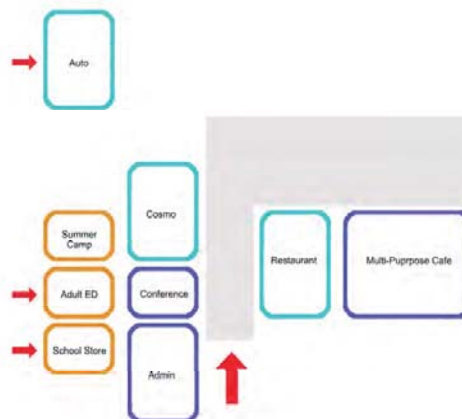 Auto
Cosmo
Summer
Camp
Restaurant
Multi-Puprpose Cafe
Adult ED
Conference
School Store
Admin